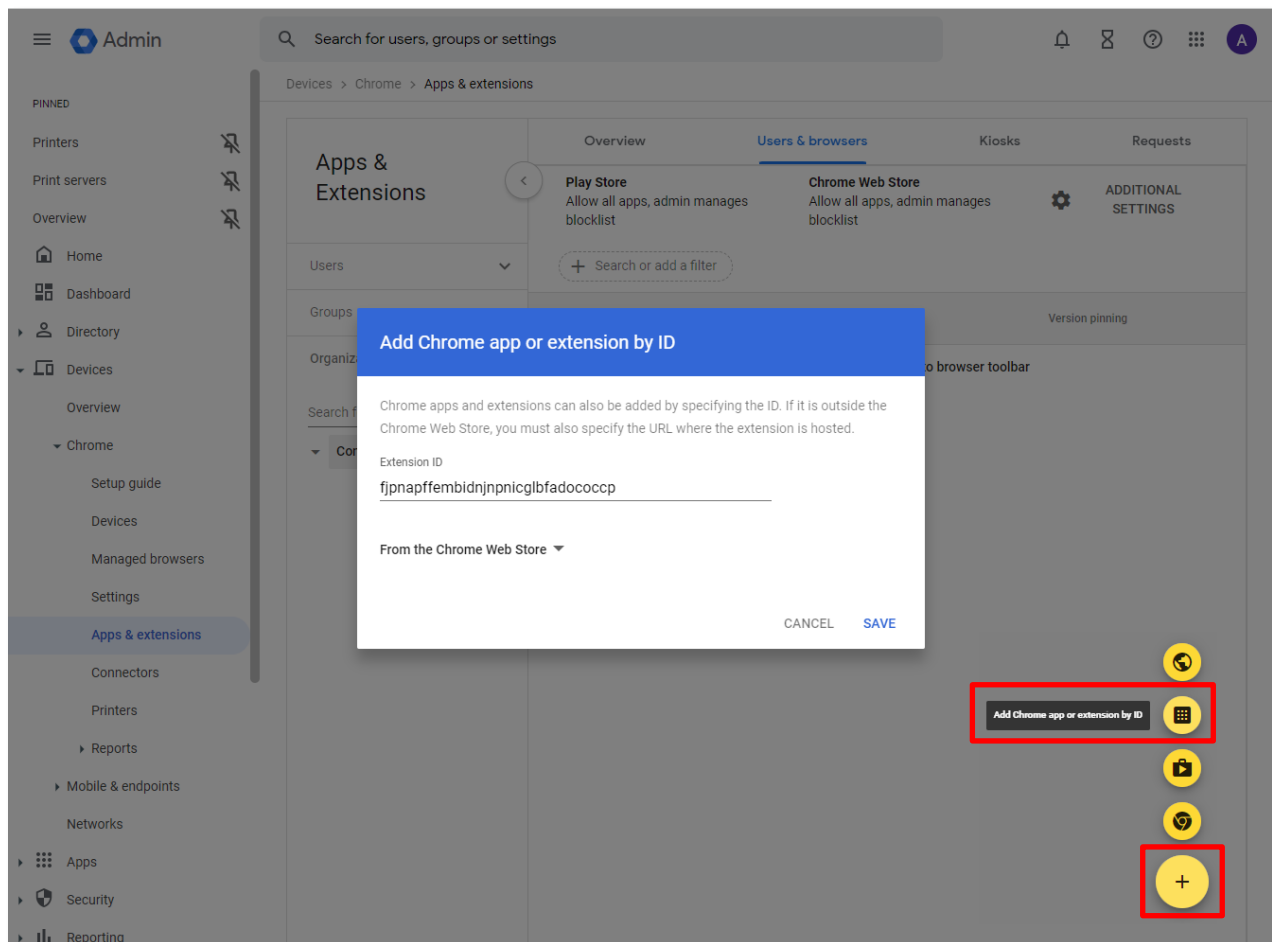 Admin
Search for users, groups or settings
A
Devices > Chrome > Apps & extensions
PINNED
Printers
Print servers
Overview
Home
Dashboard
Directory
Devices
Overview
Chrome
Setup guide
Devices
Managed browsers
Settings
Apps & extensions
Connectors
Printers
Reports
Mobile & endpoints
Networks
Apps
Security
Reporting
Apps &
Extensions
Users
Groups
Organiz
Search f
Cor
Overview
Users & browsers
Kiosks
Requests
Play Store
Allow all apps, admin manages
blocklist
Chrome Web Store
Allow all apps, admin manages
blocklist
ADDITIONAL
SETTINGS
Search or add a filter
Version pinning
o browser toolbar
Add Chrome app or extension by ID
Chrome apps and extensions can also be added by specifying the ID. If it is outside the
Chrome Web Store, you must also specify the URL where the extension is hosted.
Extension ID
fjpnapffembidnjnpnicglbfadococcp
From the Chrome Web Store
CANCEL
SAVE
Add Chrome app or extension by ID